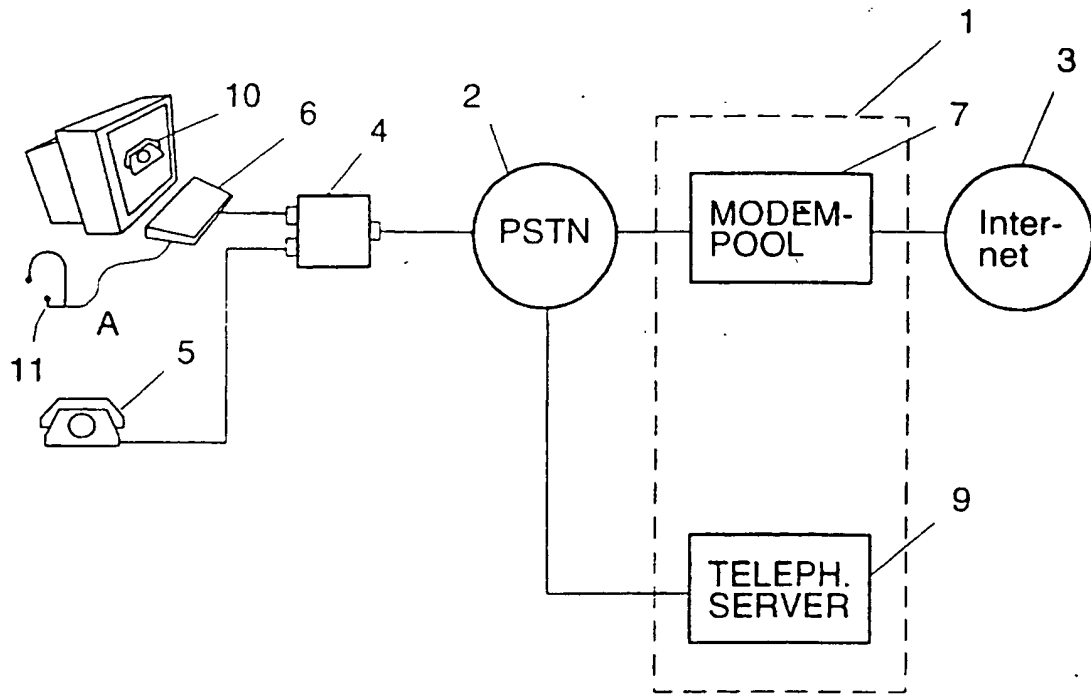 1
10
6
4
2
7
3
PSTN
MODEM-
POOL
Inter-
net
A
11
5
9
TELEPH.
SERVER